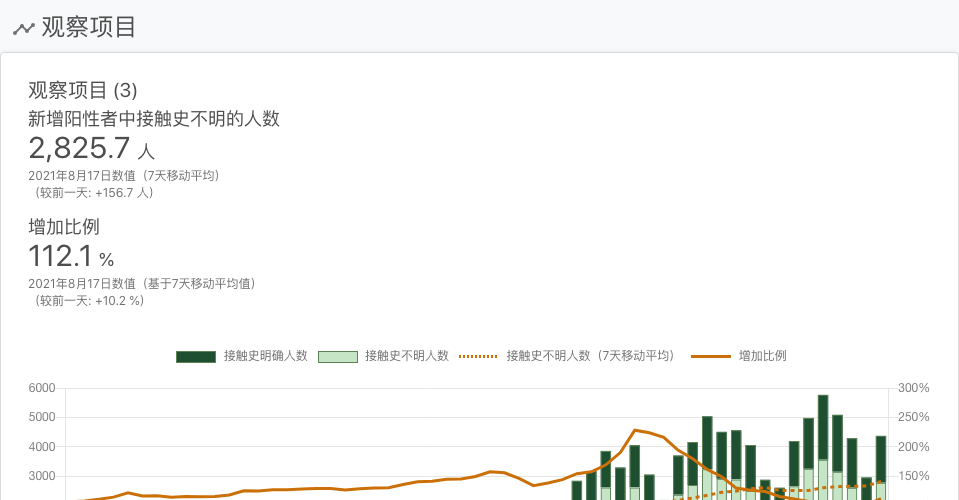 观察项目
观察项目 (3)
新增阳性者中接触史不明的人数
2,825.7 人
2021年8月17日数值（7天移动平均）
（较前一天: +156.7 人）
增加比例
112.1 %
2021年8月17日数值（基于7天移动平均值）
（较前一天: +10.2 %）
接触史明确人数 接触史不明人数 接触史不明人数（7天移动平均） 增加比例
6000 300%
5000 250%
4000 200%
3000 150%